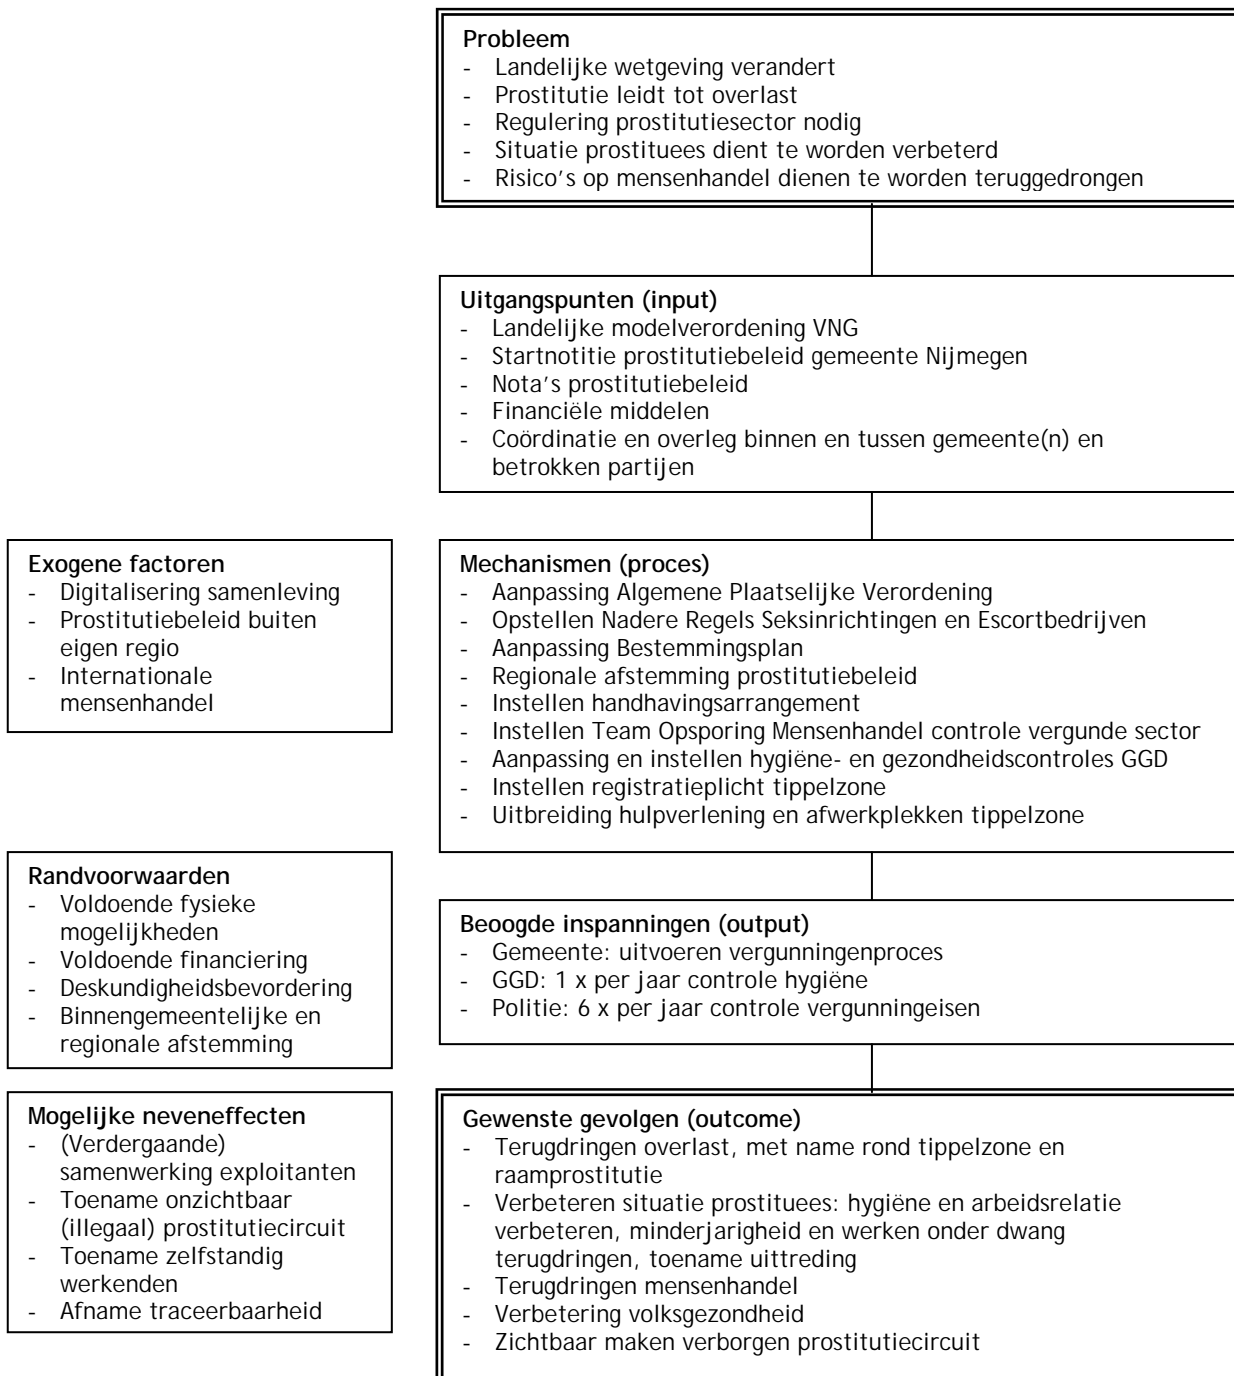 Probleem
- Landelijke wetgeving verandert
- Prostitutie leidt tot overlast
- Regulering prostitutiesector nodig
- Situatie prostituees dient te worden verbeterd
- Risico's op mensenhandel dienen te worden teruggedrongen
Uitgangspunten (input)
- Landelijke modelverordening VNG
- Startnotitie prostitutiebeleid gemeente Nijmegen
- Nota's prostitutiebeleid
- Financiële middelen
- Coördinatie en overleg binnen en tussen gemeente(n) en
betrokken partijen
Exogene factoren
- Digitalisering samenleving
- Prostitutiebeleid buiten
eigen regio
- Internationale
mensenhandel
Mechanismen (proces)
- Aanpassing Algemene Plaatselijke Verordening
- Opstellen Nadere Regels Seksinrichtingen en Escortbedrijven
- Aanpassing Bestemmingsplan
- Regionale afstemming prostitutiebeleid
- Instellen handhavingsarrangement
- Instellen Team Opsporing Mensenhandel controle vergunde sector
- Aanpassing en instellen hygiëne- en gezondheidscontroles GGD
- Instellen registratieplicht tippelzone
- Uitbreiding hulpverlening en afwerkplekken tippelzone
Randvoorwaarden
- Voldoende fysieke
mogelijkheden
- Voldoende financiering
- Deskundigheidsbevordering
- Binnengemeentelijke en
regionale afstemming
Beoogde inspanningen (output)
- Gemeente: uitvoeren vergunningenproces
- GGD: 1 x per jaar controle hygiëne
- Politie: 6 x per jaar controle vergunningeisen
Mogelijke neveneffecten
- (Verdergaande)
samenwerking exploitanten
- Toename onzichtbaar
(illegaal) prostitutiecircuit
- Toename zelfstandig
werkenden
- Afname traceerbaarheid
Gewenste gevolgen (outcome)
- Terugdringen overlast, met name rond tippelzone en
raamprostitutie
- Verbeteren situatie prostituees: hygiëne en arbeidsrelatie
verbeteren, minderjarigheid en werken onder dwang
terugdringen, toename uittreding
- Terugdringen mensenhandel
- Verbetering volksgezondheid
- Zichtbaar maken verborgen prostitutiecircuit